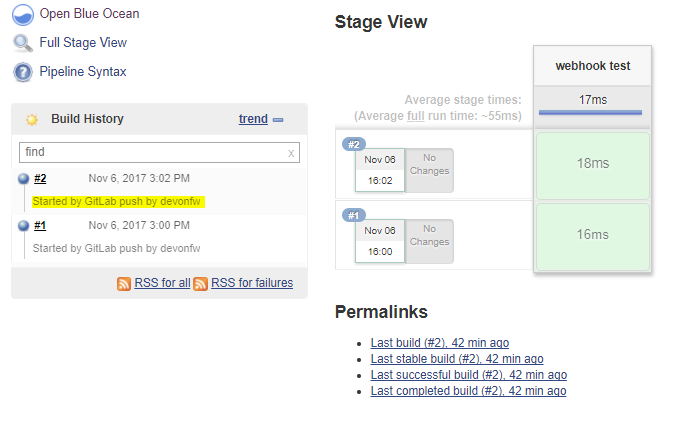 Open Blue Ocean
Full Stage View
Pipeline Syntax
Build History
trend
find
x
#2
Nov 6, 2017 3:02 PM
Started by GitLab push by devonfw
#1
Nov 6, 2017 3:00 PM
Started by GitLab push by devonfw
RSS for all
RSS for failures
Stage View
webhook test
Average stage times:
17ms
(Average full run time: ~55ms)
#2
Nov 06
16:02
No
Changes
18ms
#1
Nov 06
16:00
No
Changes
16ms
Permalinks
Last build (#2), 42 min ago
Last stable build (#2), 42 min ago
Last successful build (#2), 42 min ago
Last completed build (#2), 42 min ago